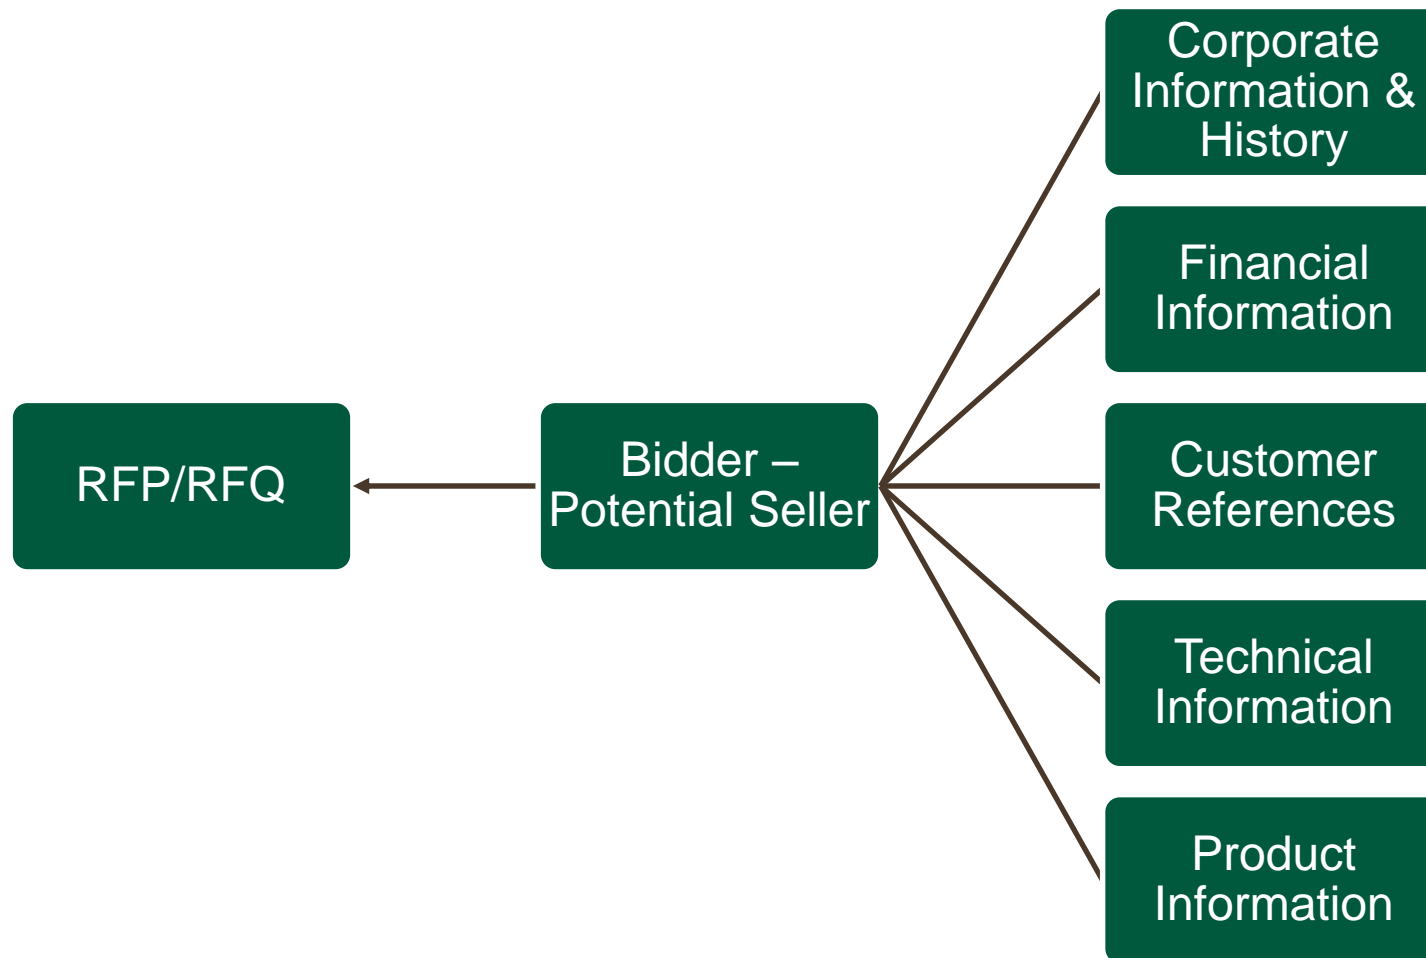 RFP/RFQ
Bidder –
Potential Seller
Corporate
Information &
History
Financial
Information
Customer
References
Technical
Information
Product
Information